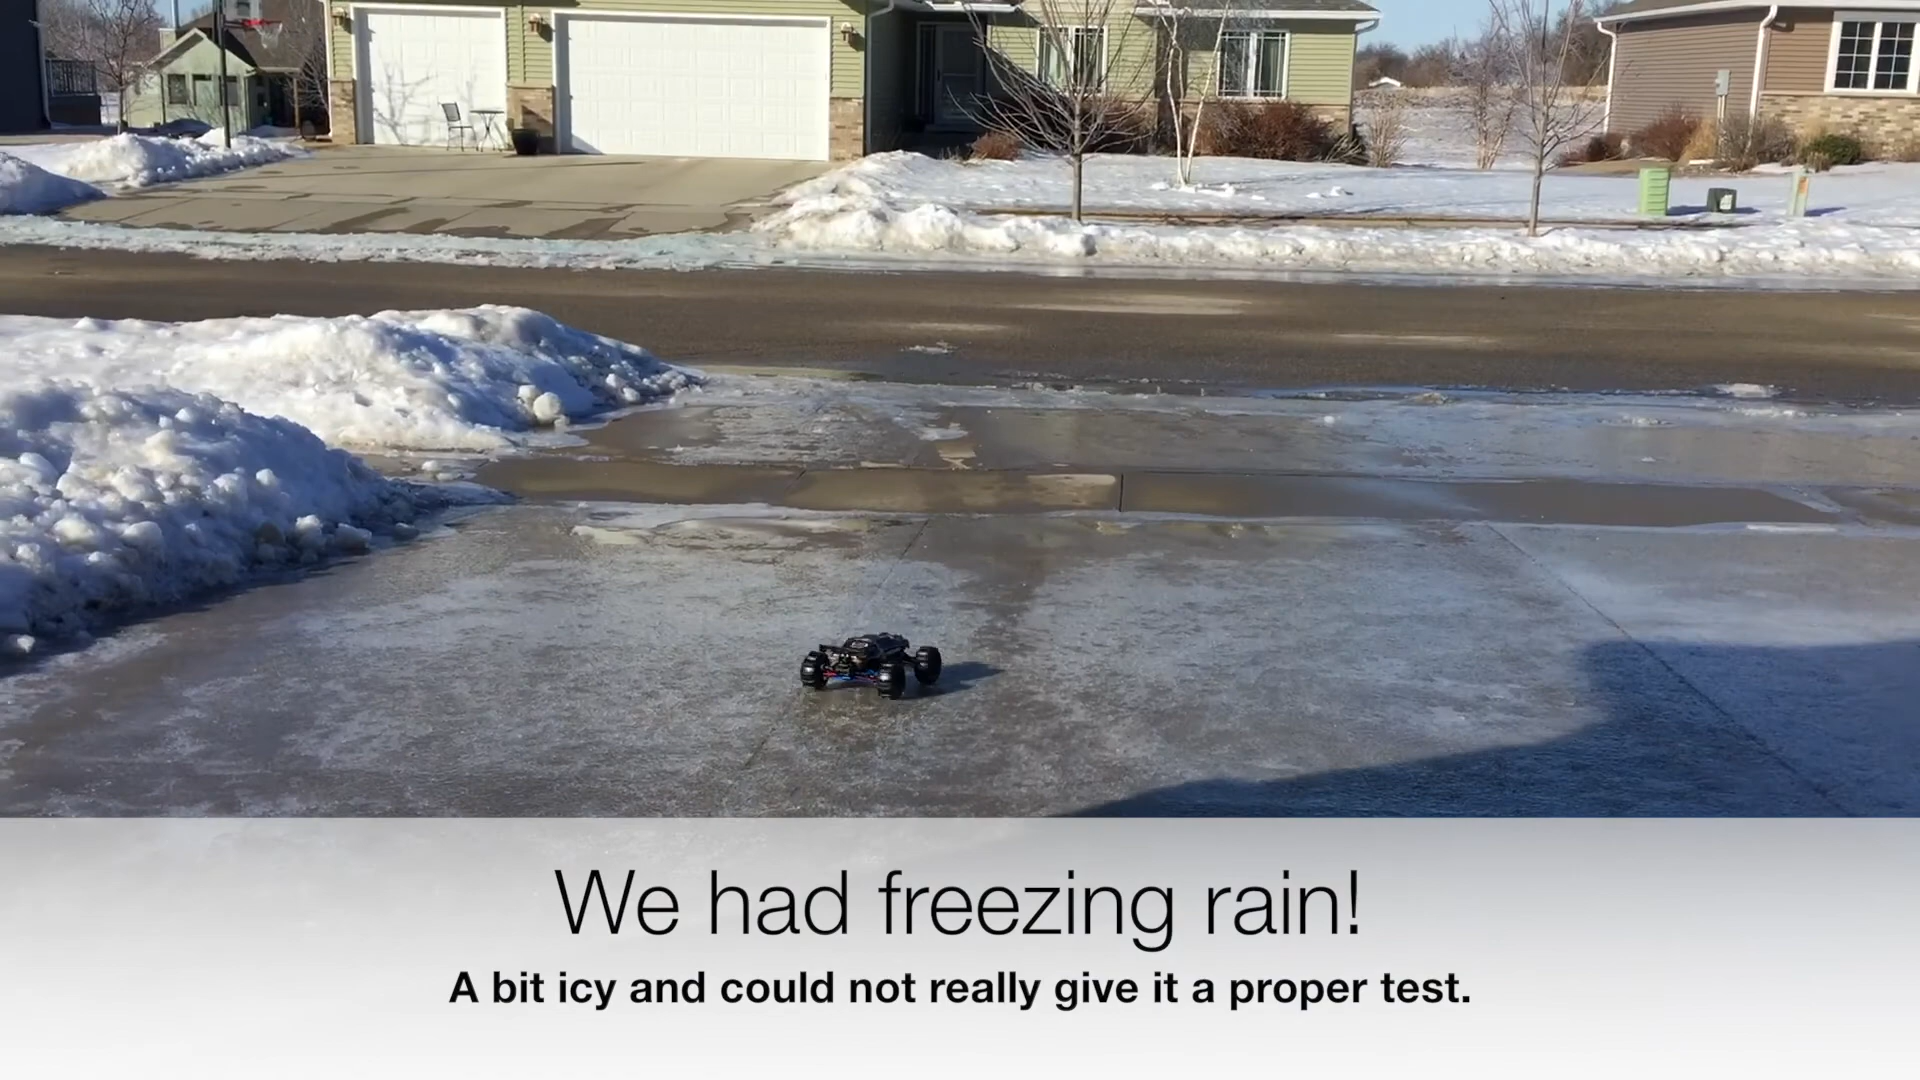 We had freezing rain!
A bit icy and could not really give it a proper test.